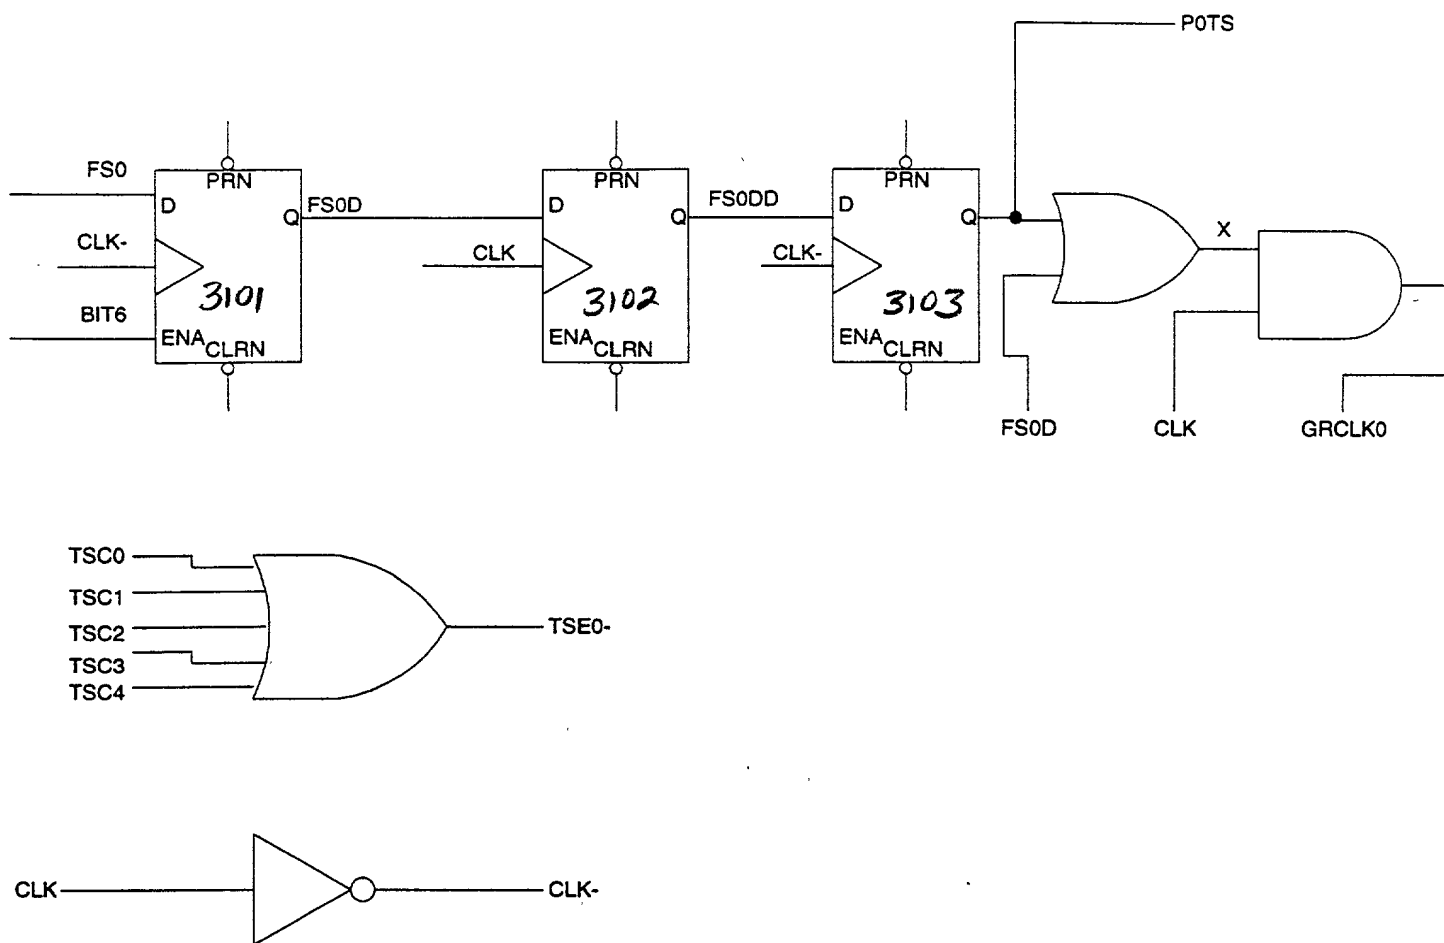 P0TS
FS0
PRN
D
Q
FS0D
CLK-
3101
BIT6
ENA
CLRN
PRN
D
Q
FS0DD
CLK
3102
ENA
CLRN
PRN
D
Q
CLK-
3103
ENA
CLRN
X
FS0D
CLK
GRCLK0
TSC0
TSC1
TSC2
TSC3
TSC4
TSE0-
CLK
CLK-